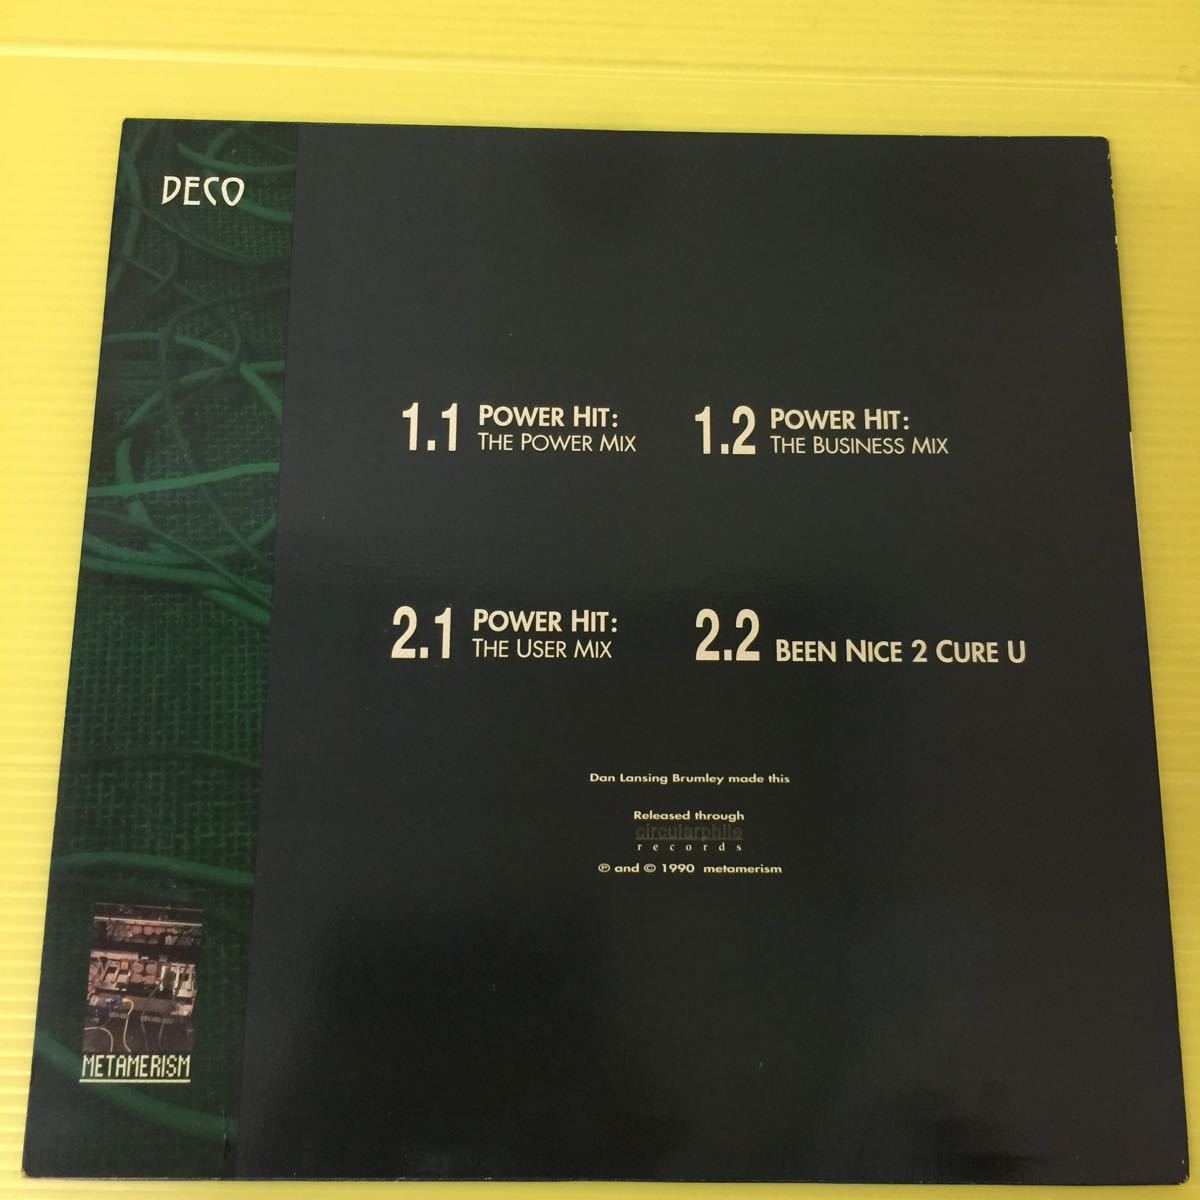 DECO
1.1 POWER HIT:
THE POWER MIX
1.2 POWER HIT:
THE BUSINESS MIX
2.1 POWER HIT:
THE USER MIX
2.2 BEEN NICE 2 CURE U
Dan Lansing Brumley made this
Released through
circularphile
records
℗ and © 1990 metamerism
METAMERISM